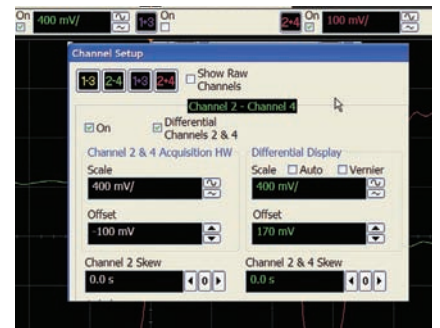 On 400 mV/ 1•3 On 2•4 On 100 mV/
Channel Setup
1-3 2-4 1•3 2•4 Show Raw Channels
Channel 2 - Channel 4
On Differential Channels 2 & 4
Channel 2 & 4 Acquisition HW Differential Display
Scale Scale Auto Vernier
400 mV/ 400 mV/
Offset Offset
-100 mV 170 mV
Channel 2 Skew Channel 2 & 4 Skew
0.0 s 0 0.0 s 0